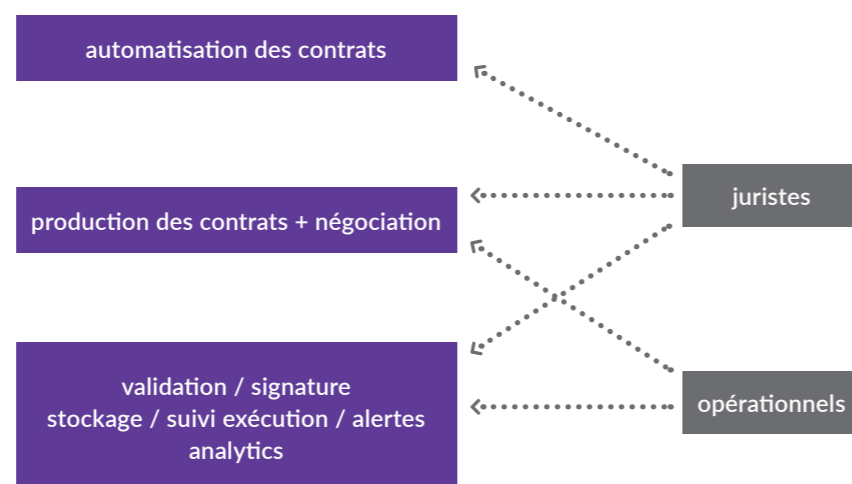 automatisation des contrats
juristes
production des contrats + négociation
validation / signature
stockage / suivi exécution / alertes
analytics
opérationnels